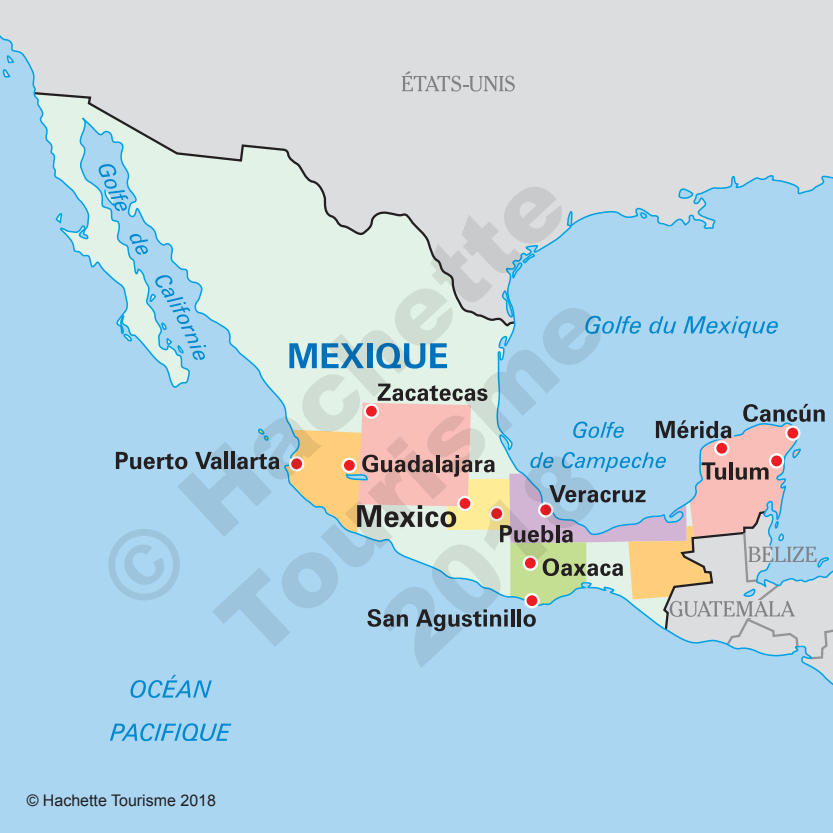 ÉTATS-UNIS
Golfe
de
Californie
Golfe du Mexique
MEXIQUE
Zacatecas
Cancún
Golfe
de Campeche
Mérida
Puerto Vallarta
Guadalajara
Tulum
Veracruz
Mexico
Puebla
BELIZE
Oaxaca
GUATEMALA
San Agustinillo
OCÉAN
PACIFIQUE
© Hachette
Tourisme
2018
© Hachette Tourisme 2018